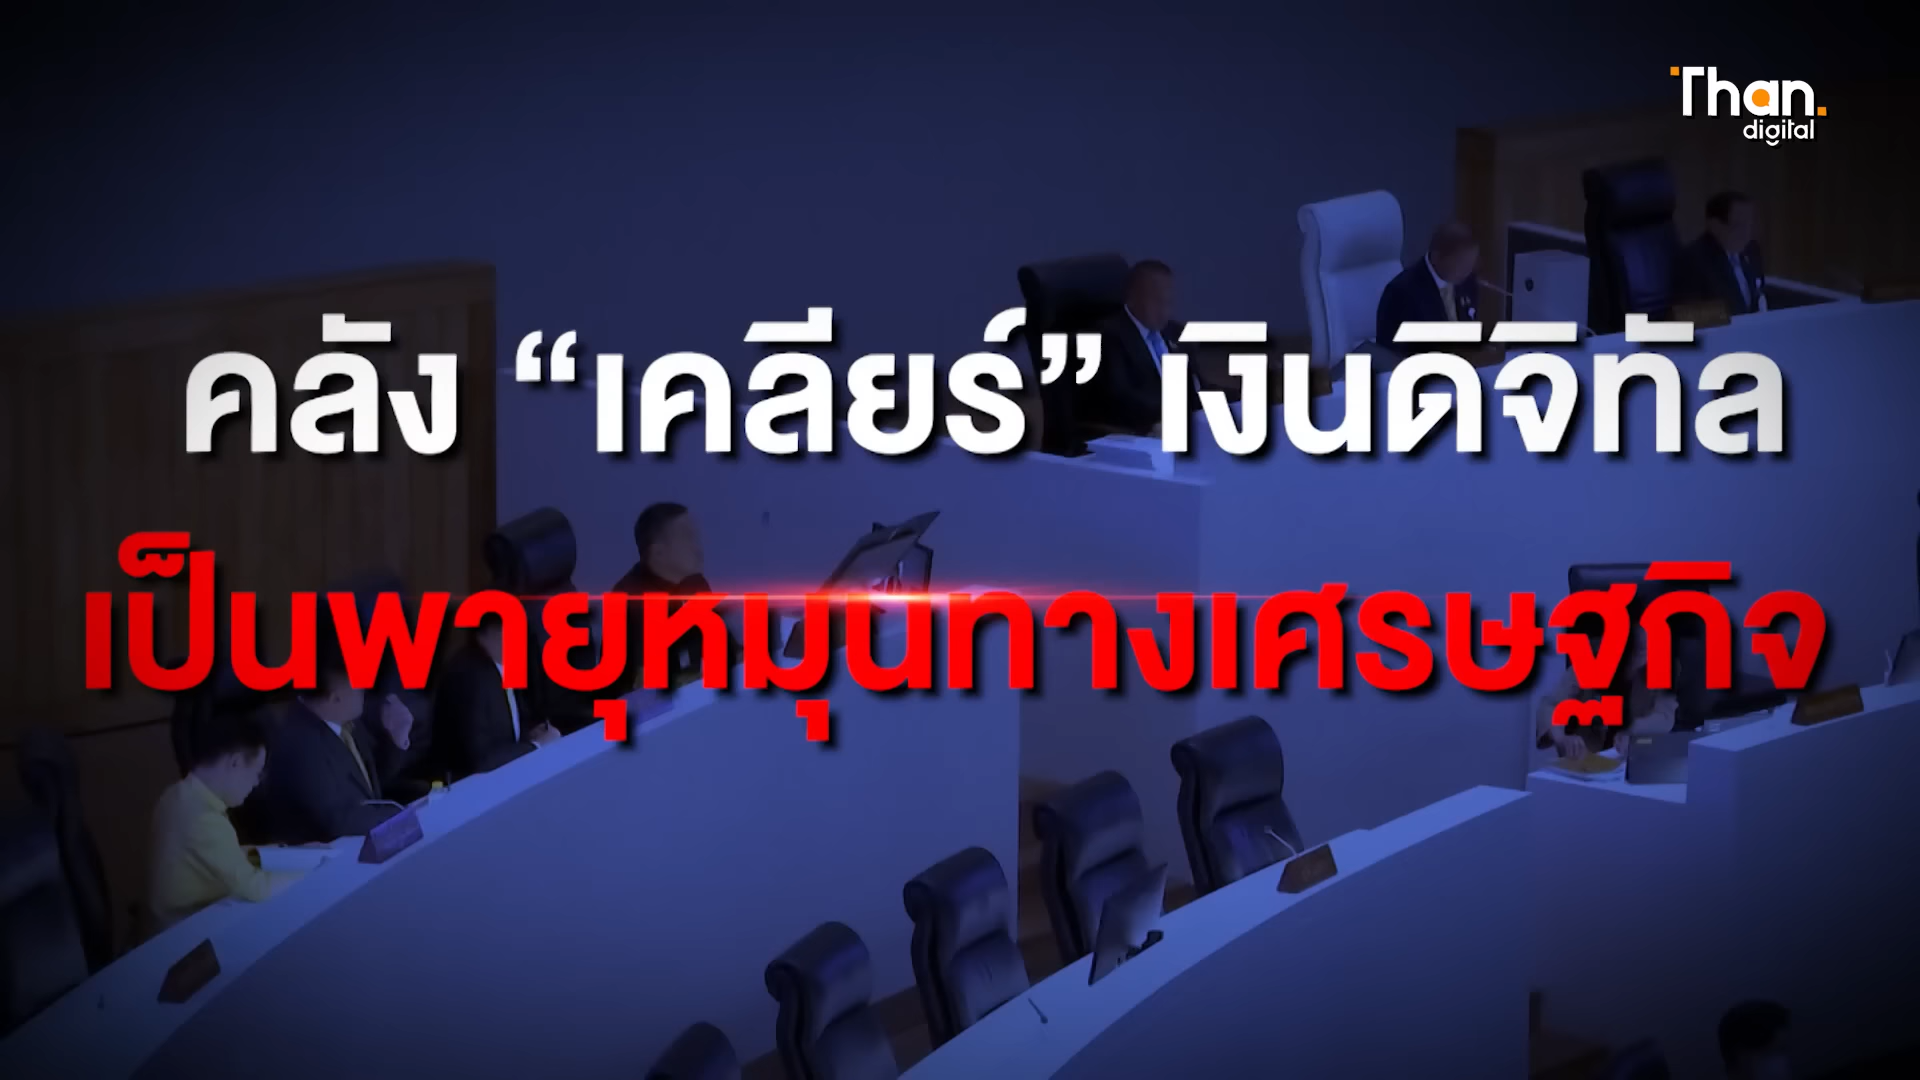 Than.
digital
คลัง “เคลียร์” เงินดิจิทัล
เป็นพายุหมุนทางเศรษฐกิจ